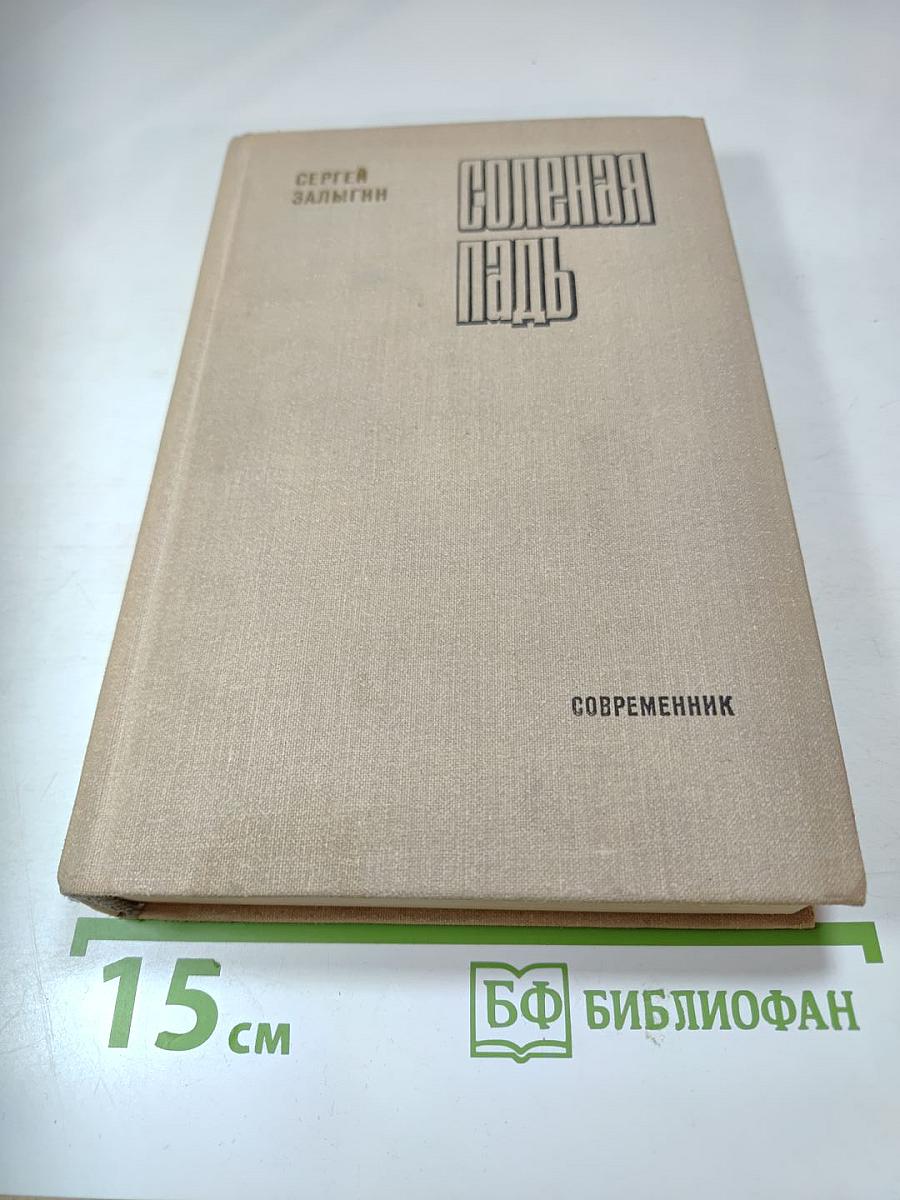 СЕРГЕЙ
ЗАЛЫГИН
СОЛЕНАЯ
ПАДЬ
СОВРЕМЕННИК
15 см
БФ БИБЛИОФАН